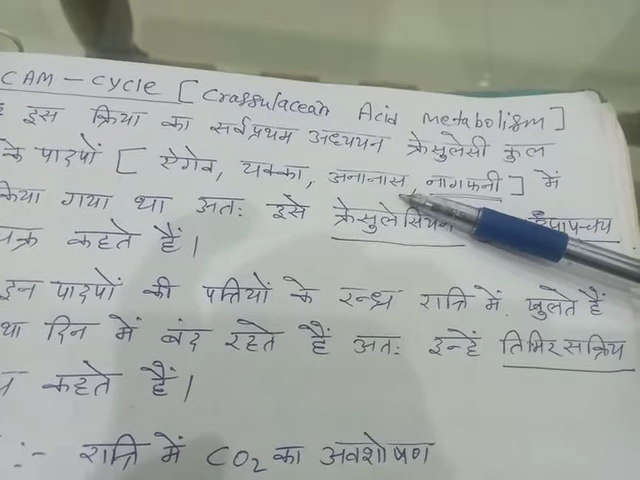 CAM - Cycle [ Crassulacean Acid Metabolism ]
इस क्रिया का सर्वप्रथम अध्ययन क्रेसुलेसी कुल
के पादपों [ ऐगेव, यक्का, अनानास, नागफनी ] में
किया गया था अतः इसे क्रेसुलेसियन
चक्र कहते हैं।
इन पादपों की पत्तियों के रन्ध्र रात्रि में खुलते हैं
था दिन में बंद रहते हैं अतः इन्हें तिमिरसक्रिय
कहते हैं।
:- रात्रि में CO2 का अवशोषण